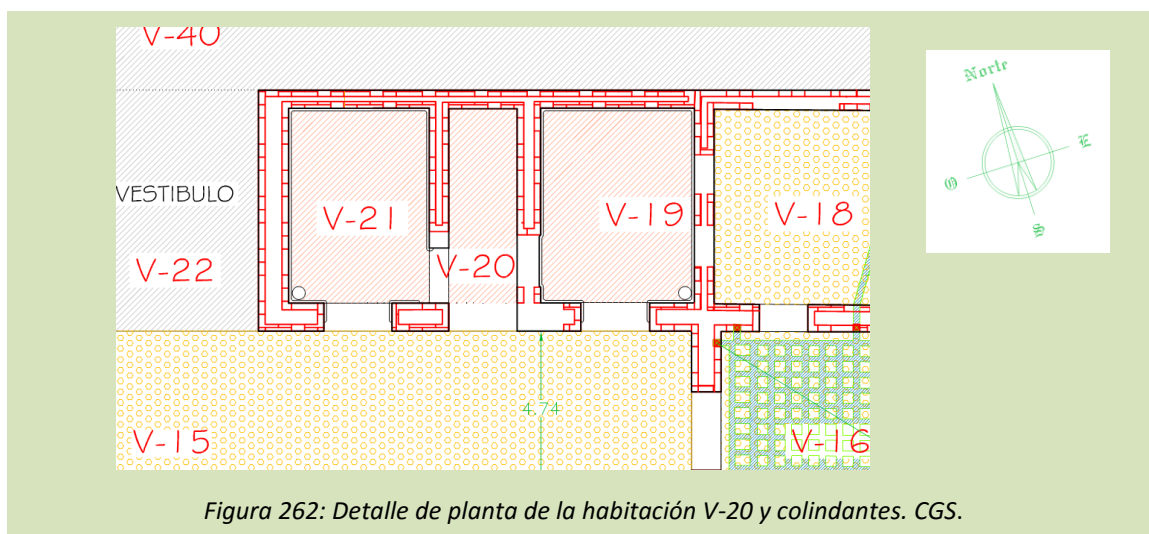 V-40
Norte
E
O
S
VESTIBULO
V-21
V-19
V-18
V-22
V-20
4.74
V-15
V-16
Figura 262: Detalle de planta de la habitación V-20 y colindantes. CGS.